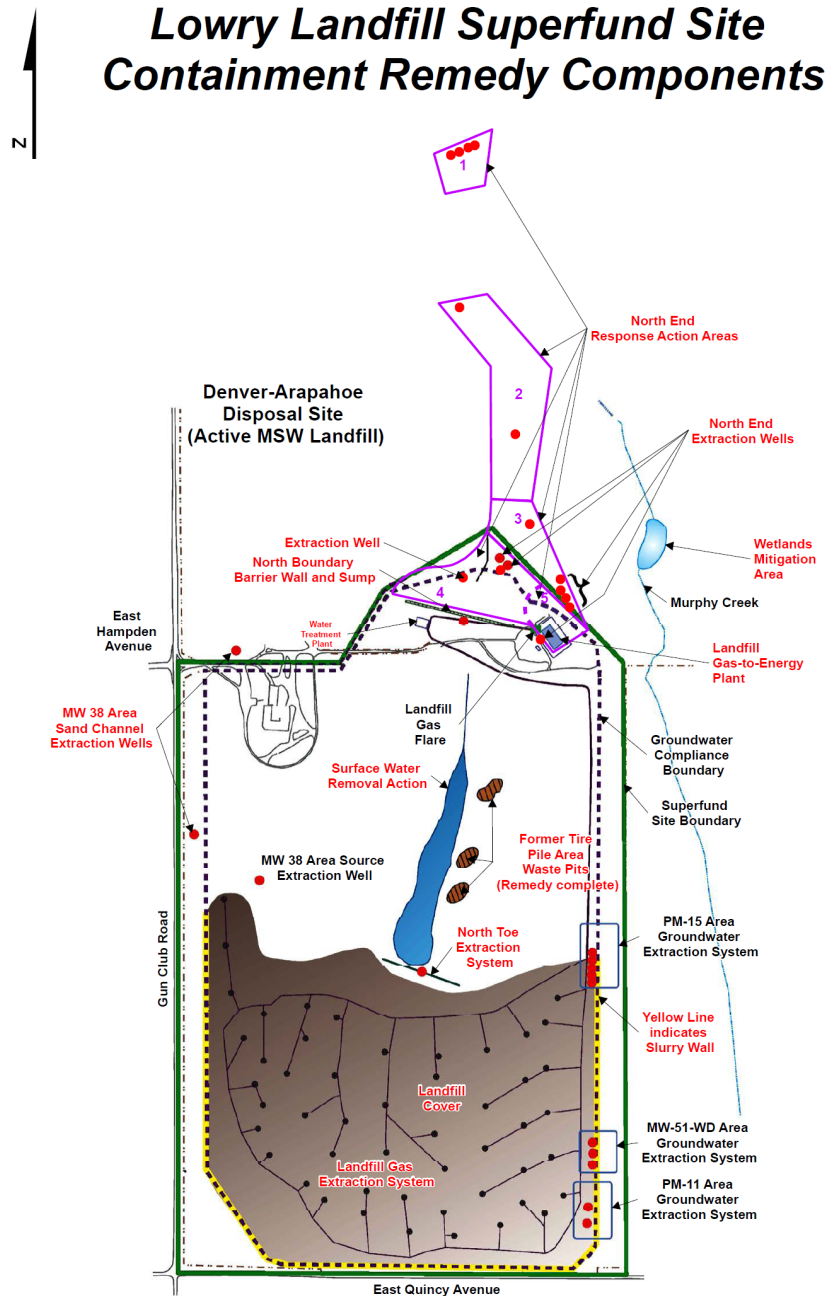 Lowry Landfill Superfund Site
Containment Remedy Components
N
1
North End
Response Action Areas
2
Denver-Arapahoe
Disposal Site
(Active MSW Landfill)
North End
Extraction Wells
3
Extraction Well
North Boundary
Barrier Wall and Sump
Wetlands
Mitigation
Area
4
5
Murphy Creek
East
Hampden
Avenue
Water
Treatment
Plant
Landfill
Gas-to-Energy
Plant
MW 38 Area
Sand Channel
Extraction Wells
Landfill
Gas
Flare
Groundwater
Compliance
Boundary
Surface Water
Removal Action
Superfund
Site Boundary
Former Tire
Pile Area
Waste Pits
(Remedy complete)
MW 38 Area Source
Extraction Well
PM-15 Area
Groundwater
Extraction System
North Toe
Extraction
System
Gun Club Road
Yellow Line
indicates
Slurry Wall
Landfill
Cover
MW-51-WD Area
Groundwater
Extraction System
Landfill Gas
Extraction System
PM-11 Area
Groundwater
Extraction System
East Quincy Avenue